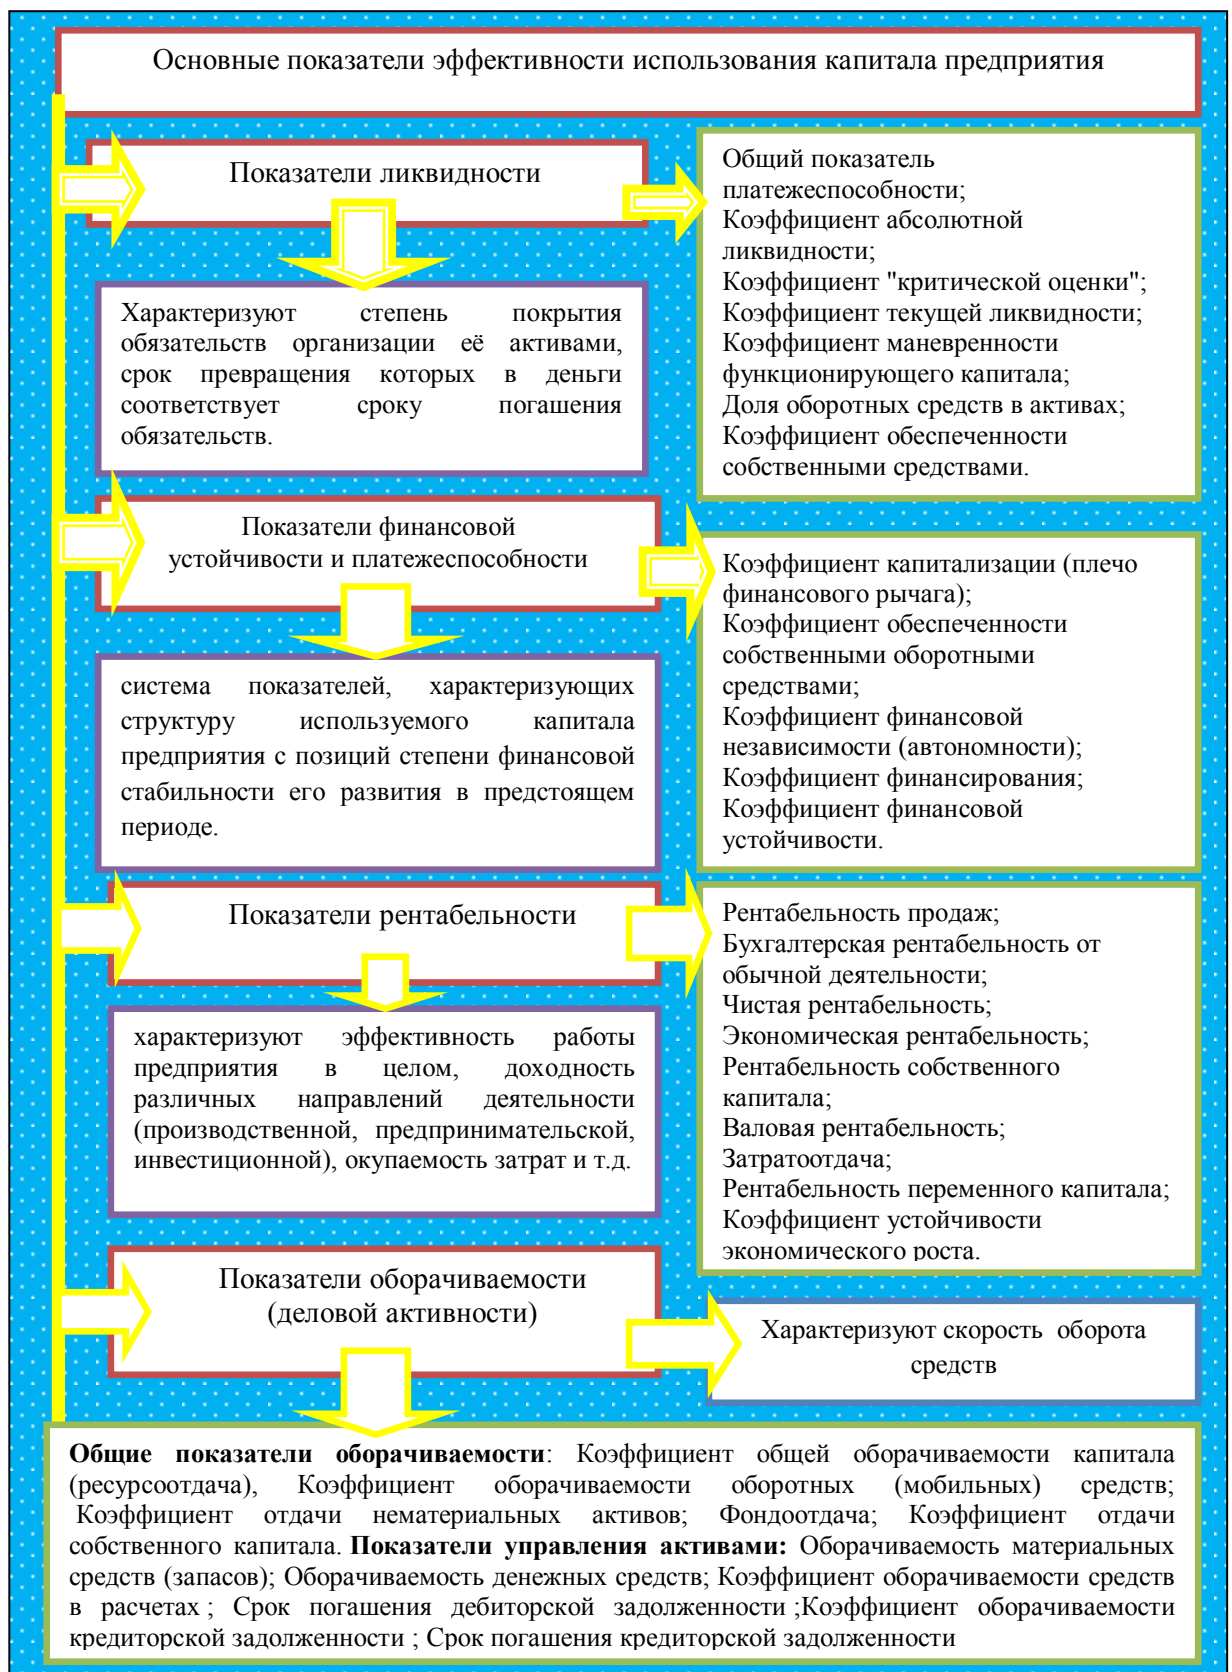 Основные показатели эффективности использования капитала предприятия
Показатели ликвидности
Общий показатель
платежеспособности;
Коэффициент абсолютной
ликвидности;
Коэффициент "критической оценки";
Коэффициент текущей ликвидности;
Коэффициент маневренности
функционирующего капитала;
Доля оборотных средств в активах;
Коэффициент обеспеченности
собственными средствами.
Характеризуют степень покрытия
обязательств организации её активами,
срок превращения которых в деньги
соответствует сроку погашения
обязательств.
Показатели финансовой
устойчивости и платежеспособности
Коэффициент капитализации (плечо
финансового рычага);
Коэффициент обеспеченности
собственными оборотными
средствами;
Коэффициент финансовой
независимости (автономности);
Коэффициент финансирования;
Коэффициент финансовой
устойчивости.
система показателей, характеризующих
структуру используемого капитала
предприятия с позиций степени финансовой
стабильности его развития в предстоящем
периоде.
Показатели рентабельности
Рентабельность продаж;
Бухгалтерская рентабельность от
обычной деятельности;
Чистая рентабельность;
Экономическая рентабельность;
Рентабельность собственного
капитала;
Валовая рентабельность;
Затратоотдача;
Рентабельность переменного капитала;
Коэффициент устойчивости
экономического роста.
характеризуют эффективность работы
предприятия в целом, доходность
различных направлений деятельности
(производственной, предпринимательской,
инвестиционной), окупаемость затрат и т.д.
Показатели оборачиваемости
(деловой активности)
Характеризуют скорость оборота
средств
Общие показатели оборачиваемости: Коэффициент общей оборачиваемости капитала
(ресурсоотдача), Коэффициент оборачиваемости оборотных (мобильных) средств;
Коэффициент отдачи нематериальных активов; Фондоотдача; Коэффициент отдачи
собственного капитала. Показатели управления активами: Оборачиваемость материальных
средств (запасов); Оборачиваемость денежных средств; Коэффициент оборачиваемости средств
в расчетах ; Срок погашения дебиторской задолженности ;Коэффициент оборачиваемости
кредиторской задолженности ; Срок погашения кредиторской задолженности